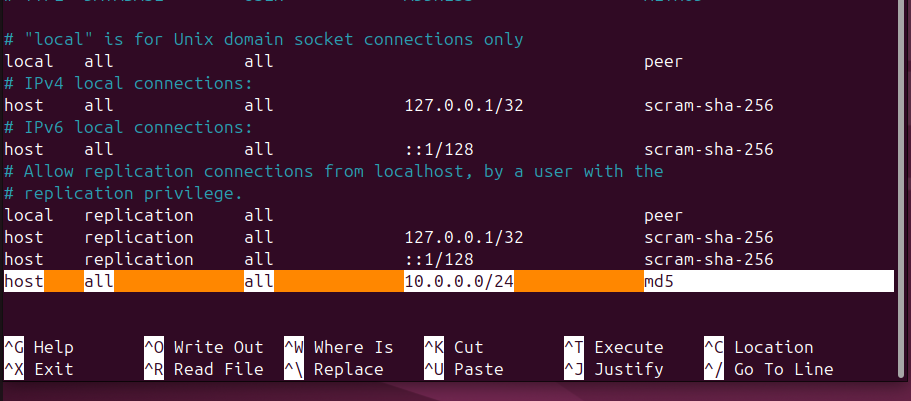 # "local" is for Unix domain socket connections only
local   all             all                                     peer
# IPv4 local connections:
host    all             all             127.0.0.1/32            scram-sha-256
# IPv6 local connections:
host    all             all             ::1/128                 scram-sha-256
# Allow replication connections from localhost, by a user with the
# replication privilege.
local   replication     all                                     peer
host    replication     all             127.0.0.1/32            scram-sha-256
host    replication     all             ::1/128                 scram-sha-256
host    all             all             10.0.0.0/24             md5
^G Help       ^O Write Out  ^W Where Is   ^K Cut        ^T Execute    ^C Location
^X Exit       ^R Read File  ^\ Replace    ^U Paste      ^J Justify    ^/ Go To Line